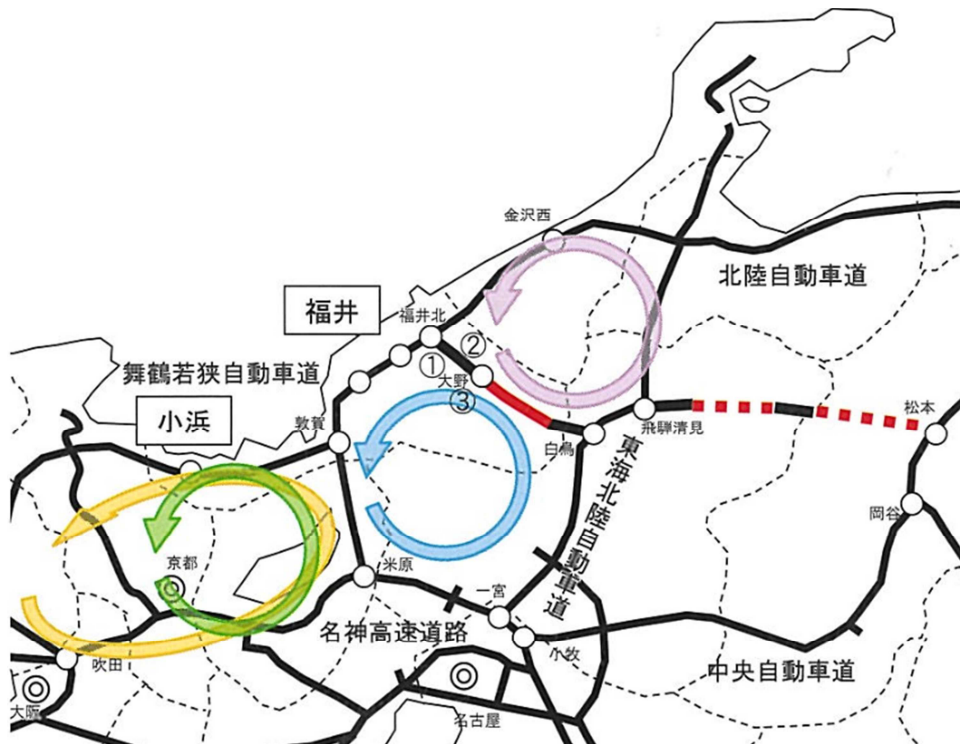 金沢西
北陸自動車道
福井
福井北
②
①
大野
③
舞鶴若狭自動車道
小浜
敦賀
白鳥
飛騨清見
松本
東海北陸自動車道
岡谷
京都
米原
一宮
名神高速道路
小牧
中央自動車道
吹田
大阪
名古屋